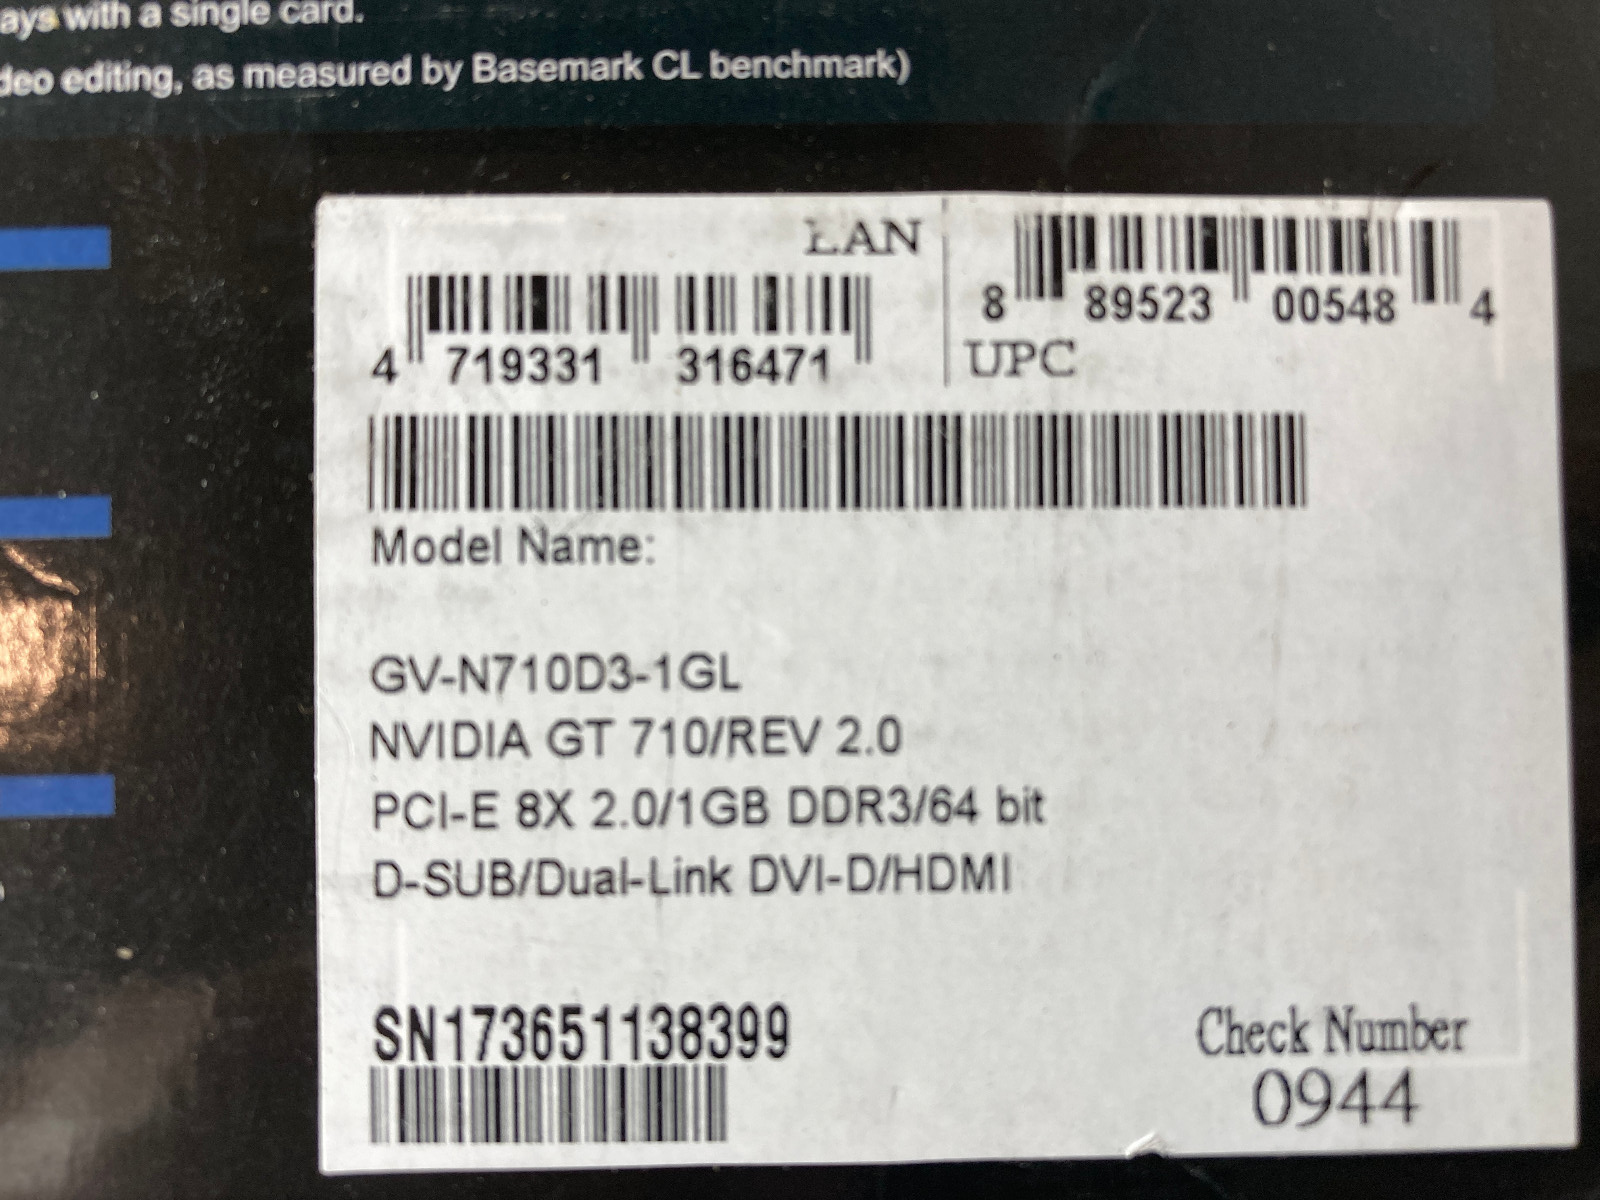 ays with a single card.
deo editing, as measured by Basemark CL benchmark)
EAN
4 719331 316471
8 89523 00548 4
UPC
Model Name:
GV-N710D3-1GL
NVIDIA GT 710/REV 2.0
PCI-E 8X 2.0/1GB DDR3/64 bit
D-SUB/Dual-Link DVI-D/HDMI
SN173651138399
Check Number
0944